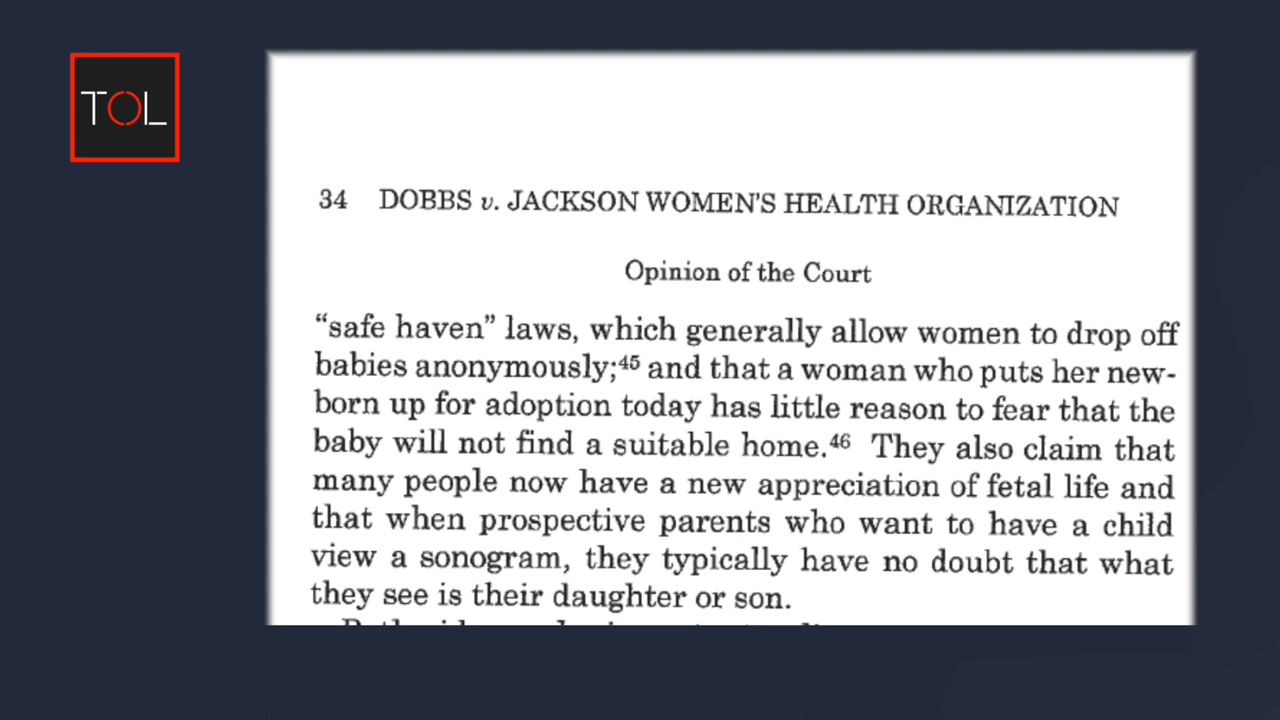 TOL
34 DOBBS v. JACKSON WOMEN'S HEALTH ORGANIZATION
Opinion of the Court
“safe haven” laws, which generally allow women to drop off
babies anonymously;⁴⁵ and that a woman who puts her new-
born up for adoption today has little reason to fear that the
baby will not find a suitable home.⁴⁶ They also claim that
many people now have a new appreciation of fetal life and
that when prospective parents who want to have a child
view a sonogram, they typically have no doubt that what
they see is their daughter or son.